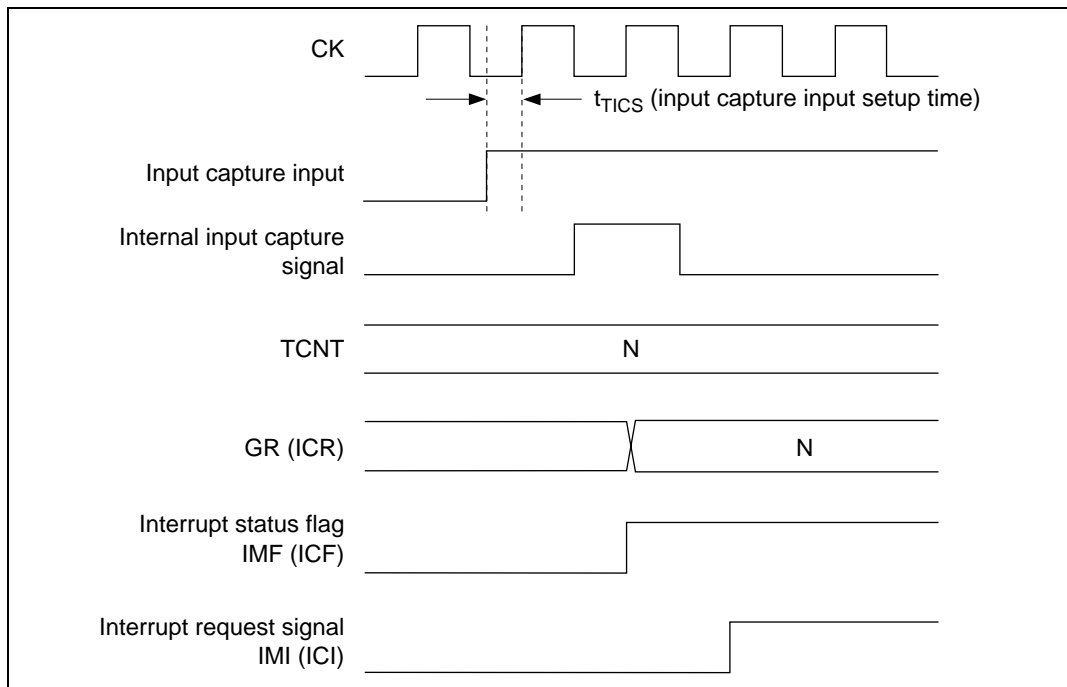 CK
t_TICS (input capture input setup time)
Input capture input
Internal input capture
signal
TCNT
N
GR (ICR)
N
Interrupt status flag
IMF (ICF)
Interrupt request signal
IMI (ICI)